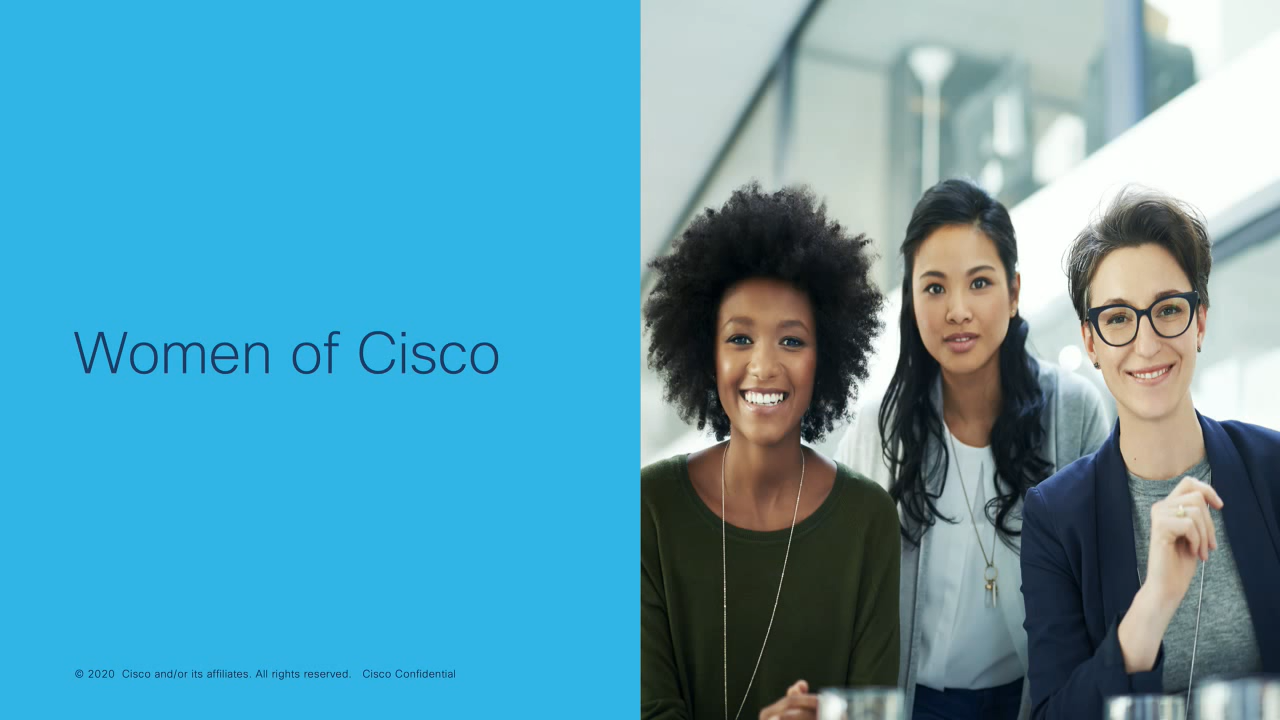 Women of Cisco
© 2020 Cisco and/or its affiliates. All rights reserved. Cisco Confidential